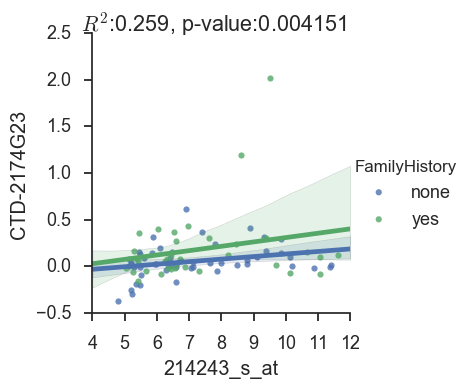 R²:0.259, p-value:0.004151
2.5
2.0
1.5
1.0
0.5
0.0
−0.5
CTD-2174G23
4 5 6 7 8 9 10 11 12
214243_s_at
FamilyHistory
none
yes